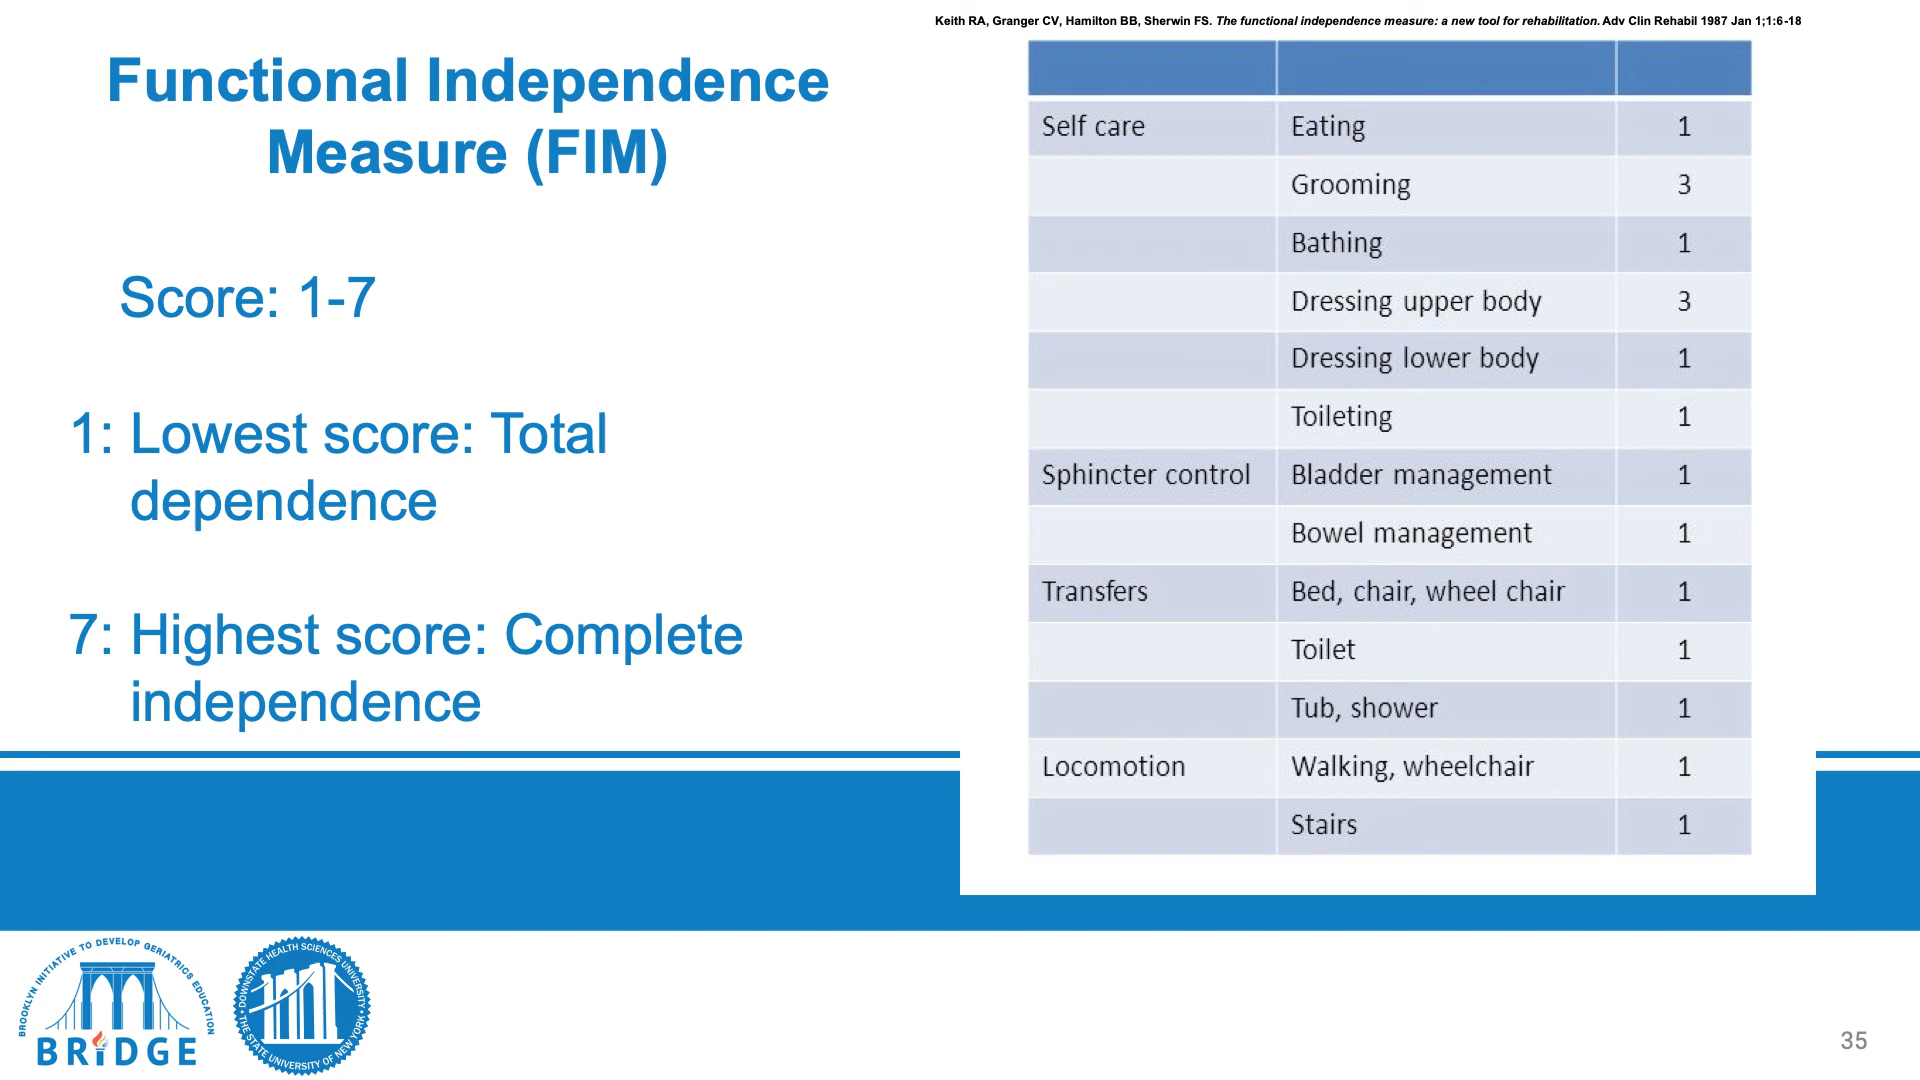 Keith RA, Granger CV, Hamilton BB, Sherwin FS. The functional independence measure: a new tool for rehabilitation. Adv Clin Rehabil 1987 Jan 1;1:6-18
Functional Independence
Measure (FIM)
Score: 1-7
1: Lowest score: Total
dependence
7: Highest score: Complete
independence
Self care Eating 1
Grooming 3
Bathing 1
Dressing upper body 3
Dressing lower body 1
Toileting 1
Sphincter control Bladder management 1
Bowel management 1
Transfers Bed, chair, wheel chair 1
Toilet 1
Tub, shower 1
Locomotion Walking, wheelchair 1
Stairs 1
BROOKLYN INITIATIVE TO DEVELOP GERIATRICS EDUCATION
BRiDGE
DOWNSTATE HEALTH SCIENCES UNIVERSITY
THE STATE UNIVERSITY OF NEW YORK
35